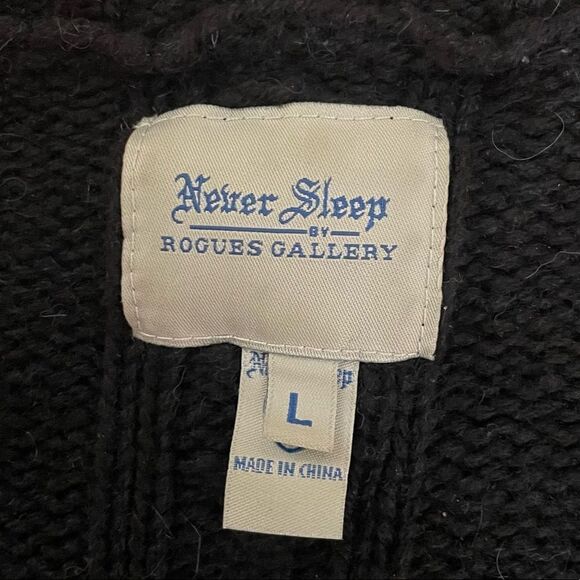 Never Sleep
BY
ROGUES GALLERY
L
MADE IN CHINA